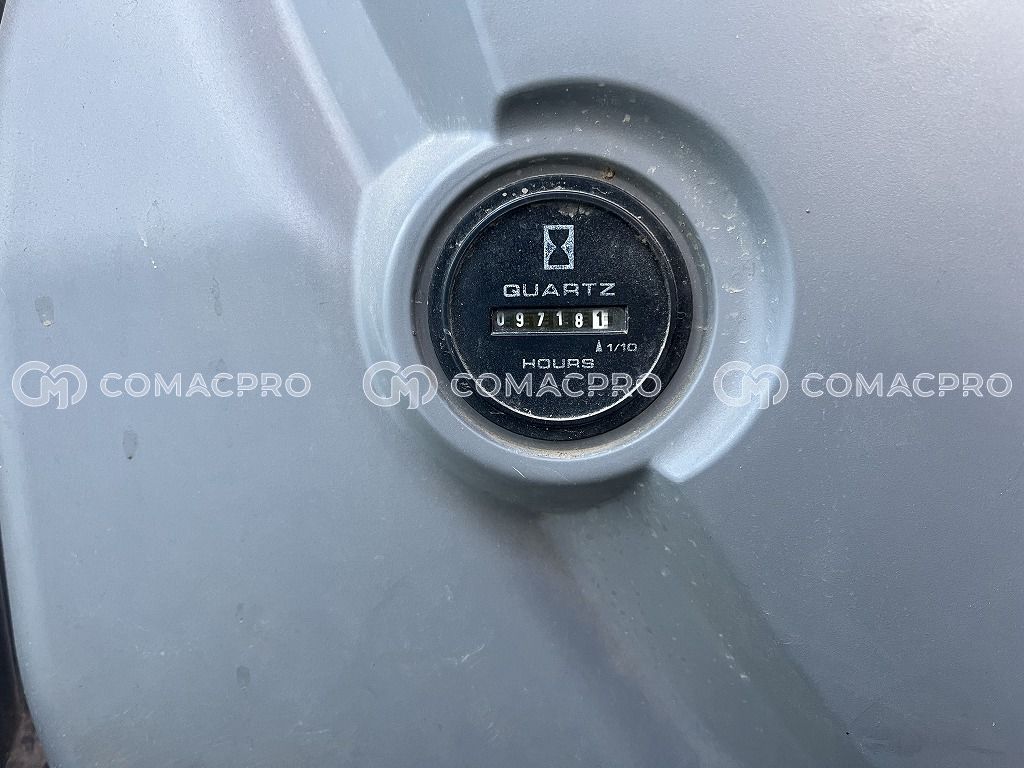 QUARTZ
097181
1/10
HOURS
COMACPRO COMACPRO COMACPRO